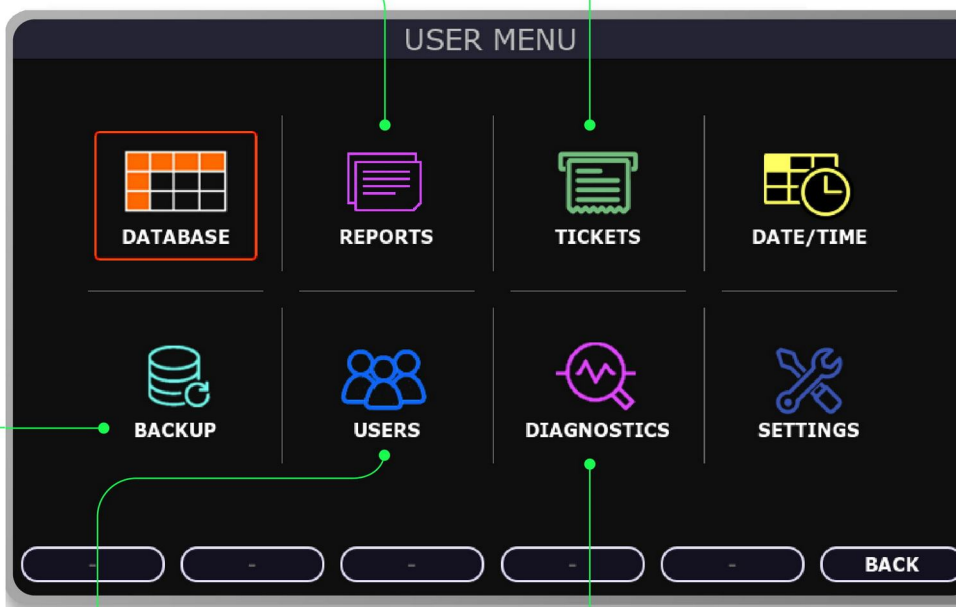 USER MENU
DATABASE
REPORTS
TICKETS
DATE/TIME
BACKUP
USERS
DIAGNOSTICS
SETTINGS
- - - - - BACK